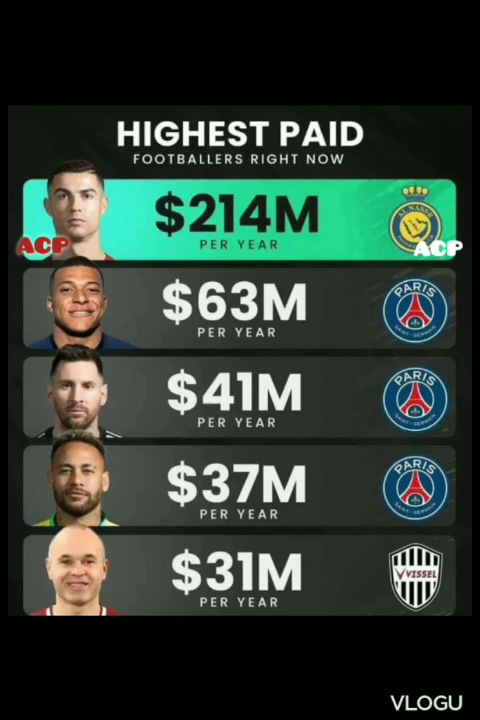 HIGHEST PAID
FOOTBALLERS RIGHT NOW
$214M
PER YEAR
ACP
ACP
$63M
PER YEAR
PARIS
SAINT-GERMAIN
$41M
PER YEAR
PARIS
SAINT-GERMAIN
$37M
PER YEAR
PARIS
SAINT-GERMAIN
$31M
PER YEAR
VISSEL
VLOGU